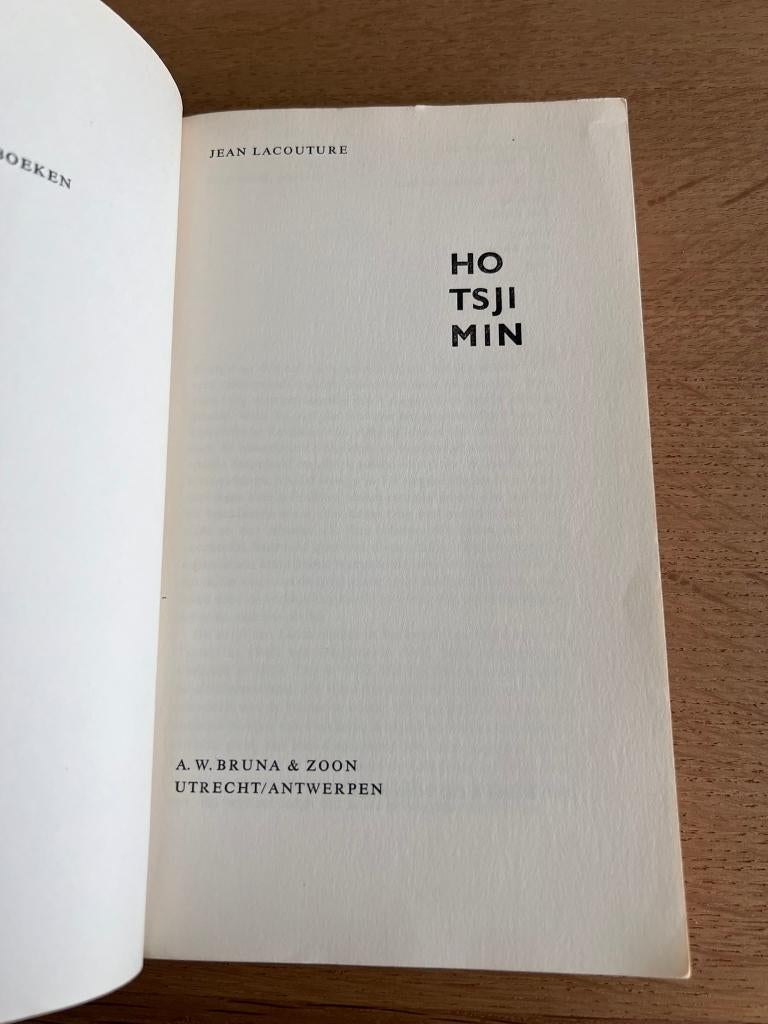 BOEKEN
JEAN LACOUTURE
HO
TSJI
MIN
A. W. BRUNA & ZOON
UTRECHT/ANTWERPEN